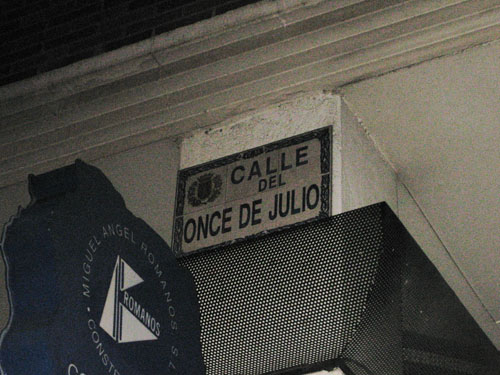 CALLE
DEL
ONCE DE JULIO
· MIGUEL ANGEL ROMANOS S L
ROMANOS